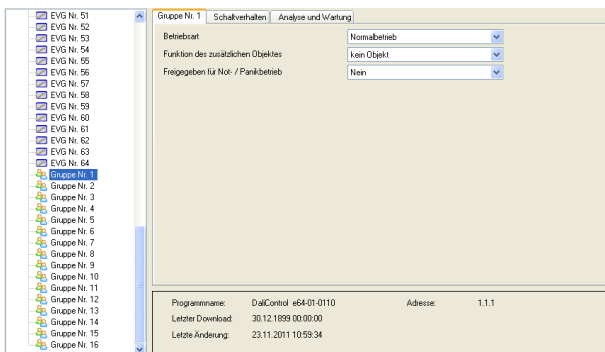 EVG Nr. 51
EVG Nr. 52
EVG Nr. 53
EVG Nr. 54
EVG Nr. 55
EVG Nr. 56
EVG Nr. 57
EVG Nr. 58
EVG Nr. 59
EVG Nr. 60
EVG Nr. 61
EVG Nr. 62
EVG Nr. 63
EVG Nr. 64
Gruppe Nr. 1
Gruppe Nr. 2
Gruppe Nr. 3
Gruppe Nr. 4
Gruppe Nr. 5
Gruppe Nr. 6
Gruppe Nr. 7
Gruppe Nr. 8
Gruppe Nr. 9
Gruppe Nr. 10
Gruppe Nr. 11
Gruppe Nr. 12
Gruppe Nr. 13
Gruppe Nr. 14
Gruppe Nr. 15
Gruppe Nr. 16
Gruppe Nr. 1 Schaltverhalten Analyse und Wartung
Betriebsart Normalbetrieb
Funktion des zusätzlichen Objektes kein Objekt
Freigegeben für Not- / Panikbetrieb Nein
Programmname: DaliControl e64-01-0110 Adresse: 1.1.1
Letzter Download: 30.12.1899 00:00:00
Letzte Änderung: 23.11.2011 10:59:34